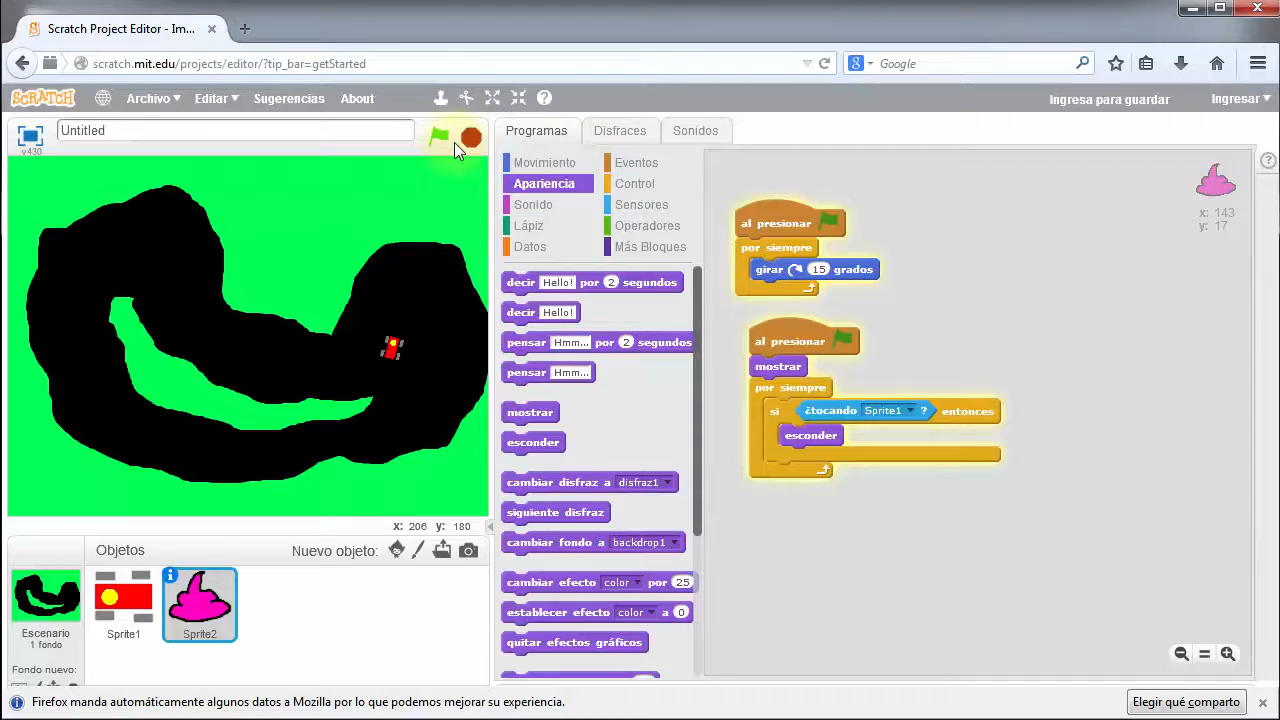 Scratch Project Editor - Im...
scratch.mit.edu/projects/editor/?tip_bar=getStarted
Google
SCRATCH
Archivo
Editar
Sugerencias
About
Ingresa para guardar
Ingresar
v430
Untitled
Programas
Disfraces
Sonidos
Movimiento
Apariencia
Sonido
Lápiz
Datos
Eventos
Control
Sensores
Operadores
Más Bloques
decir Hello! por 2 segundos
decir Hello!
pensar Hmm... por 2 segundos
pensar Hmm...
mostrar
esconder
cambiar disfraz a disfraz1
siguiente disfraz
cambiar fondo a backdrop1
cambiar efecto color por 25
establecer efecto color a 0
quitar efectos gráficos
al presionar
por siempre
girar 15 grados
al presionar
mostrar
por siempre
si ¿tocando Sprite1 ? entonces
esconder
x: 143
y: 17
x: 206 y: 180
Objetos
Nuevo objeto:
Escenario
1 fondo
Fondo nuevo:
Sprite1
Sprite2
Firefox manda automáticamente algunos datos a Mozilla por lo que podemos mejorar su experiencia.
Elegir qué comparto